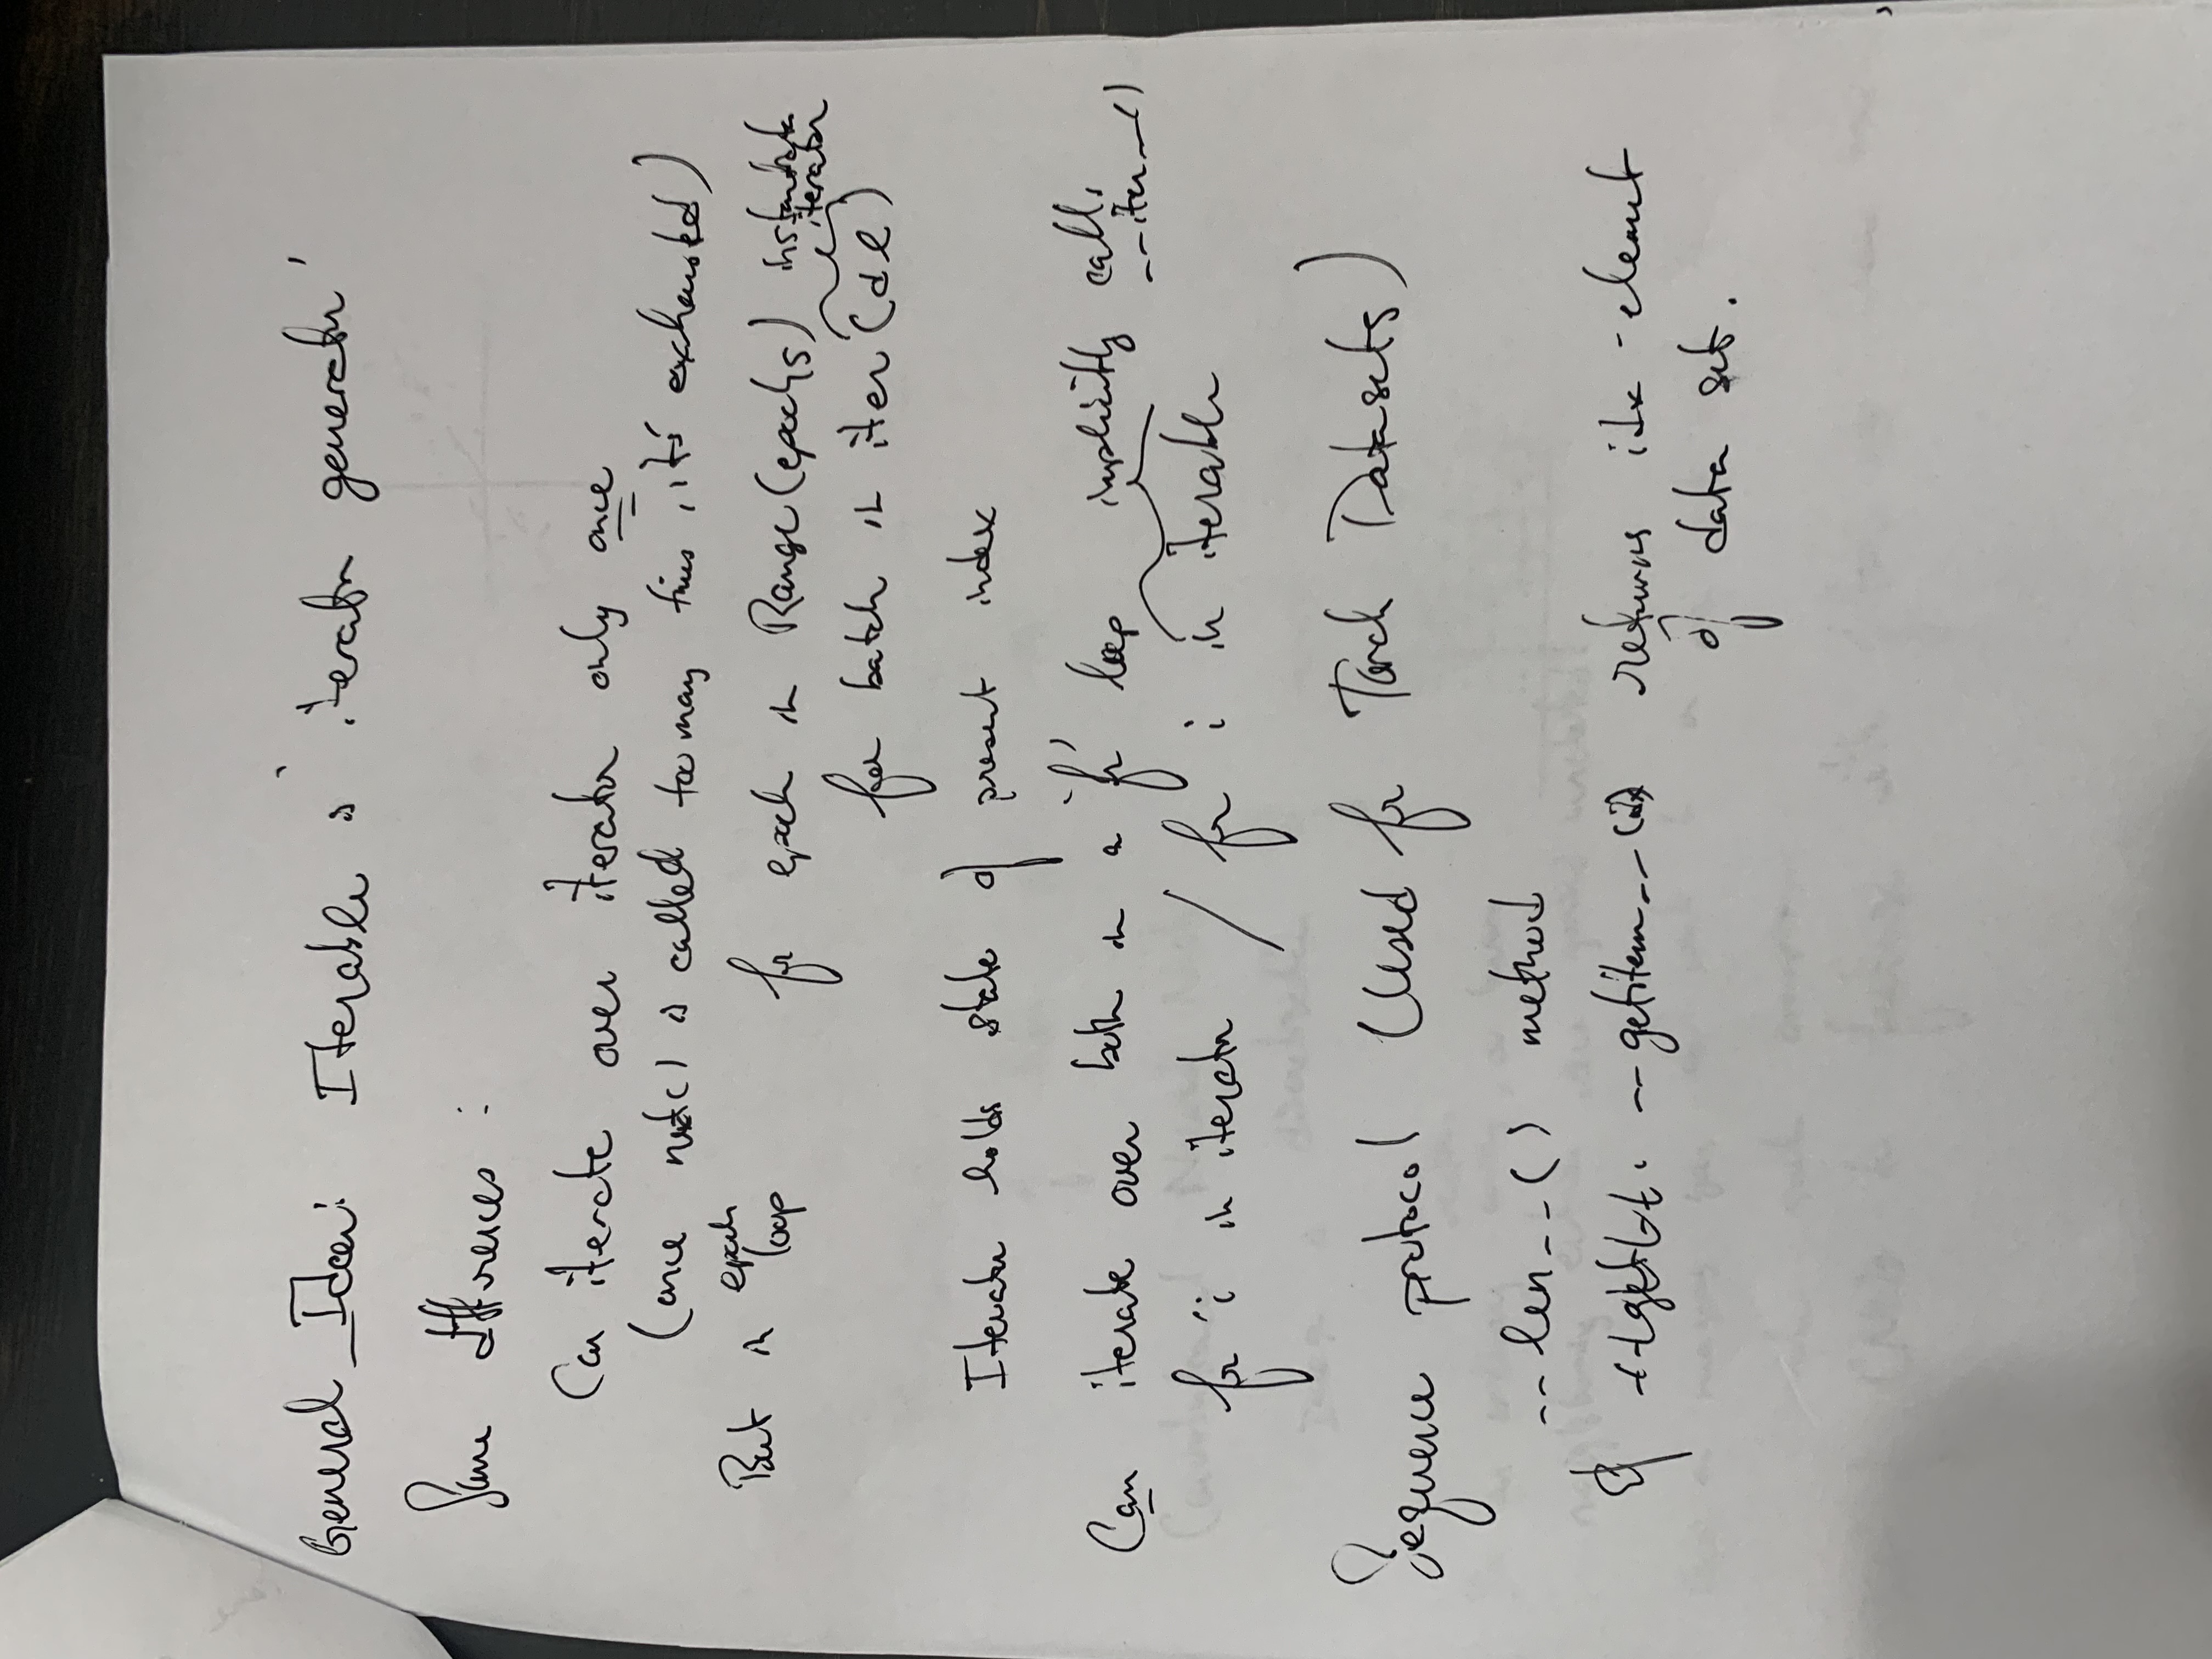 General Idea: Iterable is 'iterator generator'
Some differences :
Can iterate over iterator only once
(once next() is called too many times, it's exhausted)
But in epoch loop
for epoch in Range(epochs) instantiate iterator
for batch in iter(dl)
Iterator holds state of present index
Can iterate over both in a 'for' loop implicitly calls __iter__()
for i in iterator / for i in iterable
Sequence protocol (Used for Torch Datasets)
__len__() method
& __getitem__(idx) returns idx-element
of data set.